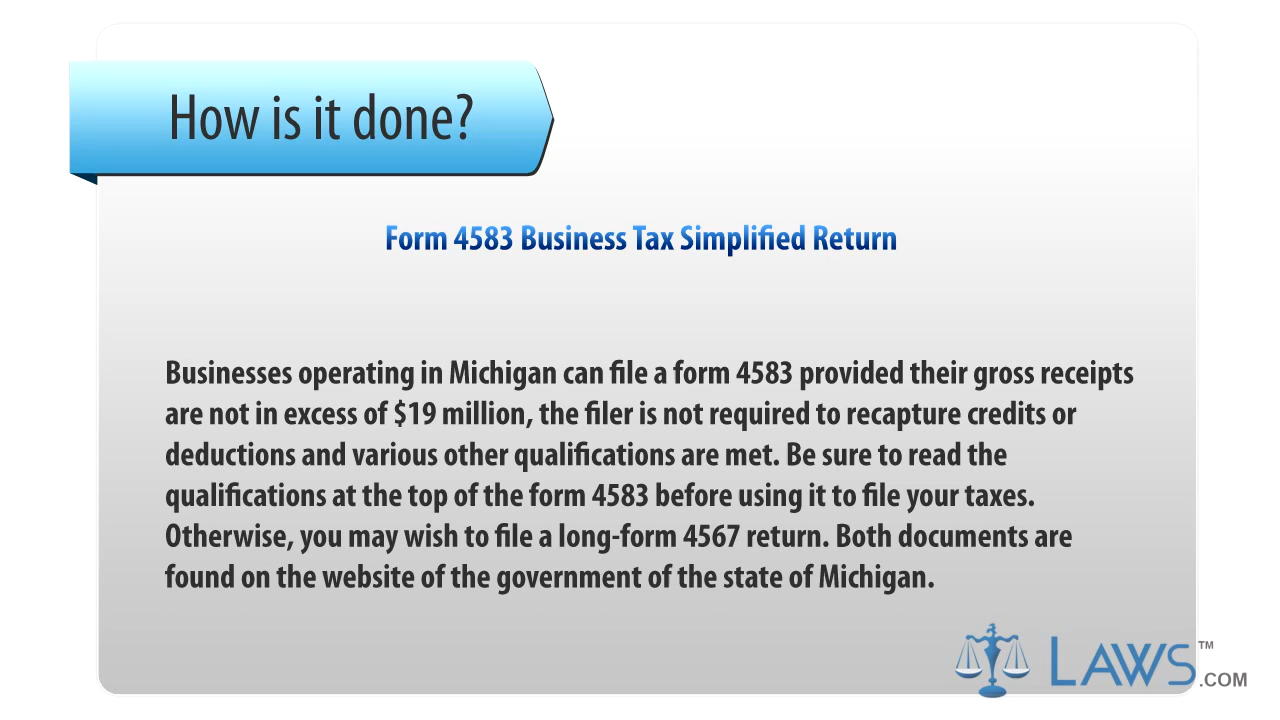 How is it done?
Form 4583 Business Tax Simplified Return
Businesses operating in Michigan can file a form 4583 provided their gross receipts
are not in excess of $19 million, the filer is not required to recapture credits or
deductions and various other qualifications are met. Be sure to read the
qualifications at the top of the form 4583 before using it to file your taxes.
Otherwise, you may wish to file a long-form 4567 return. Both documents are
found on the website of the government of the state of Michigan.
LAWS™
.COM